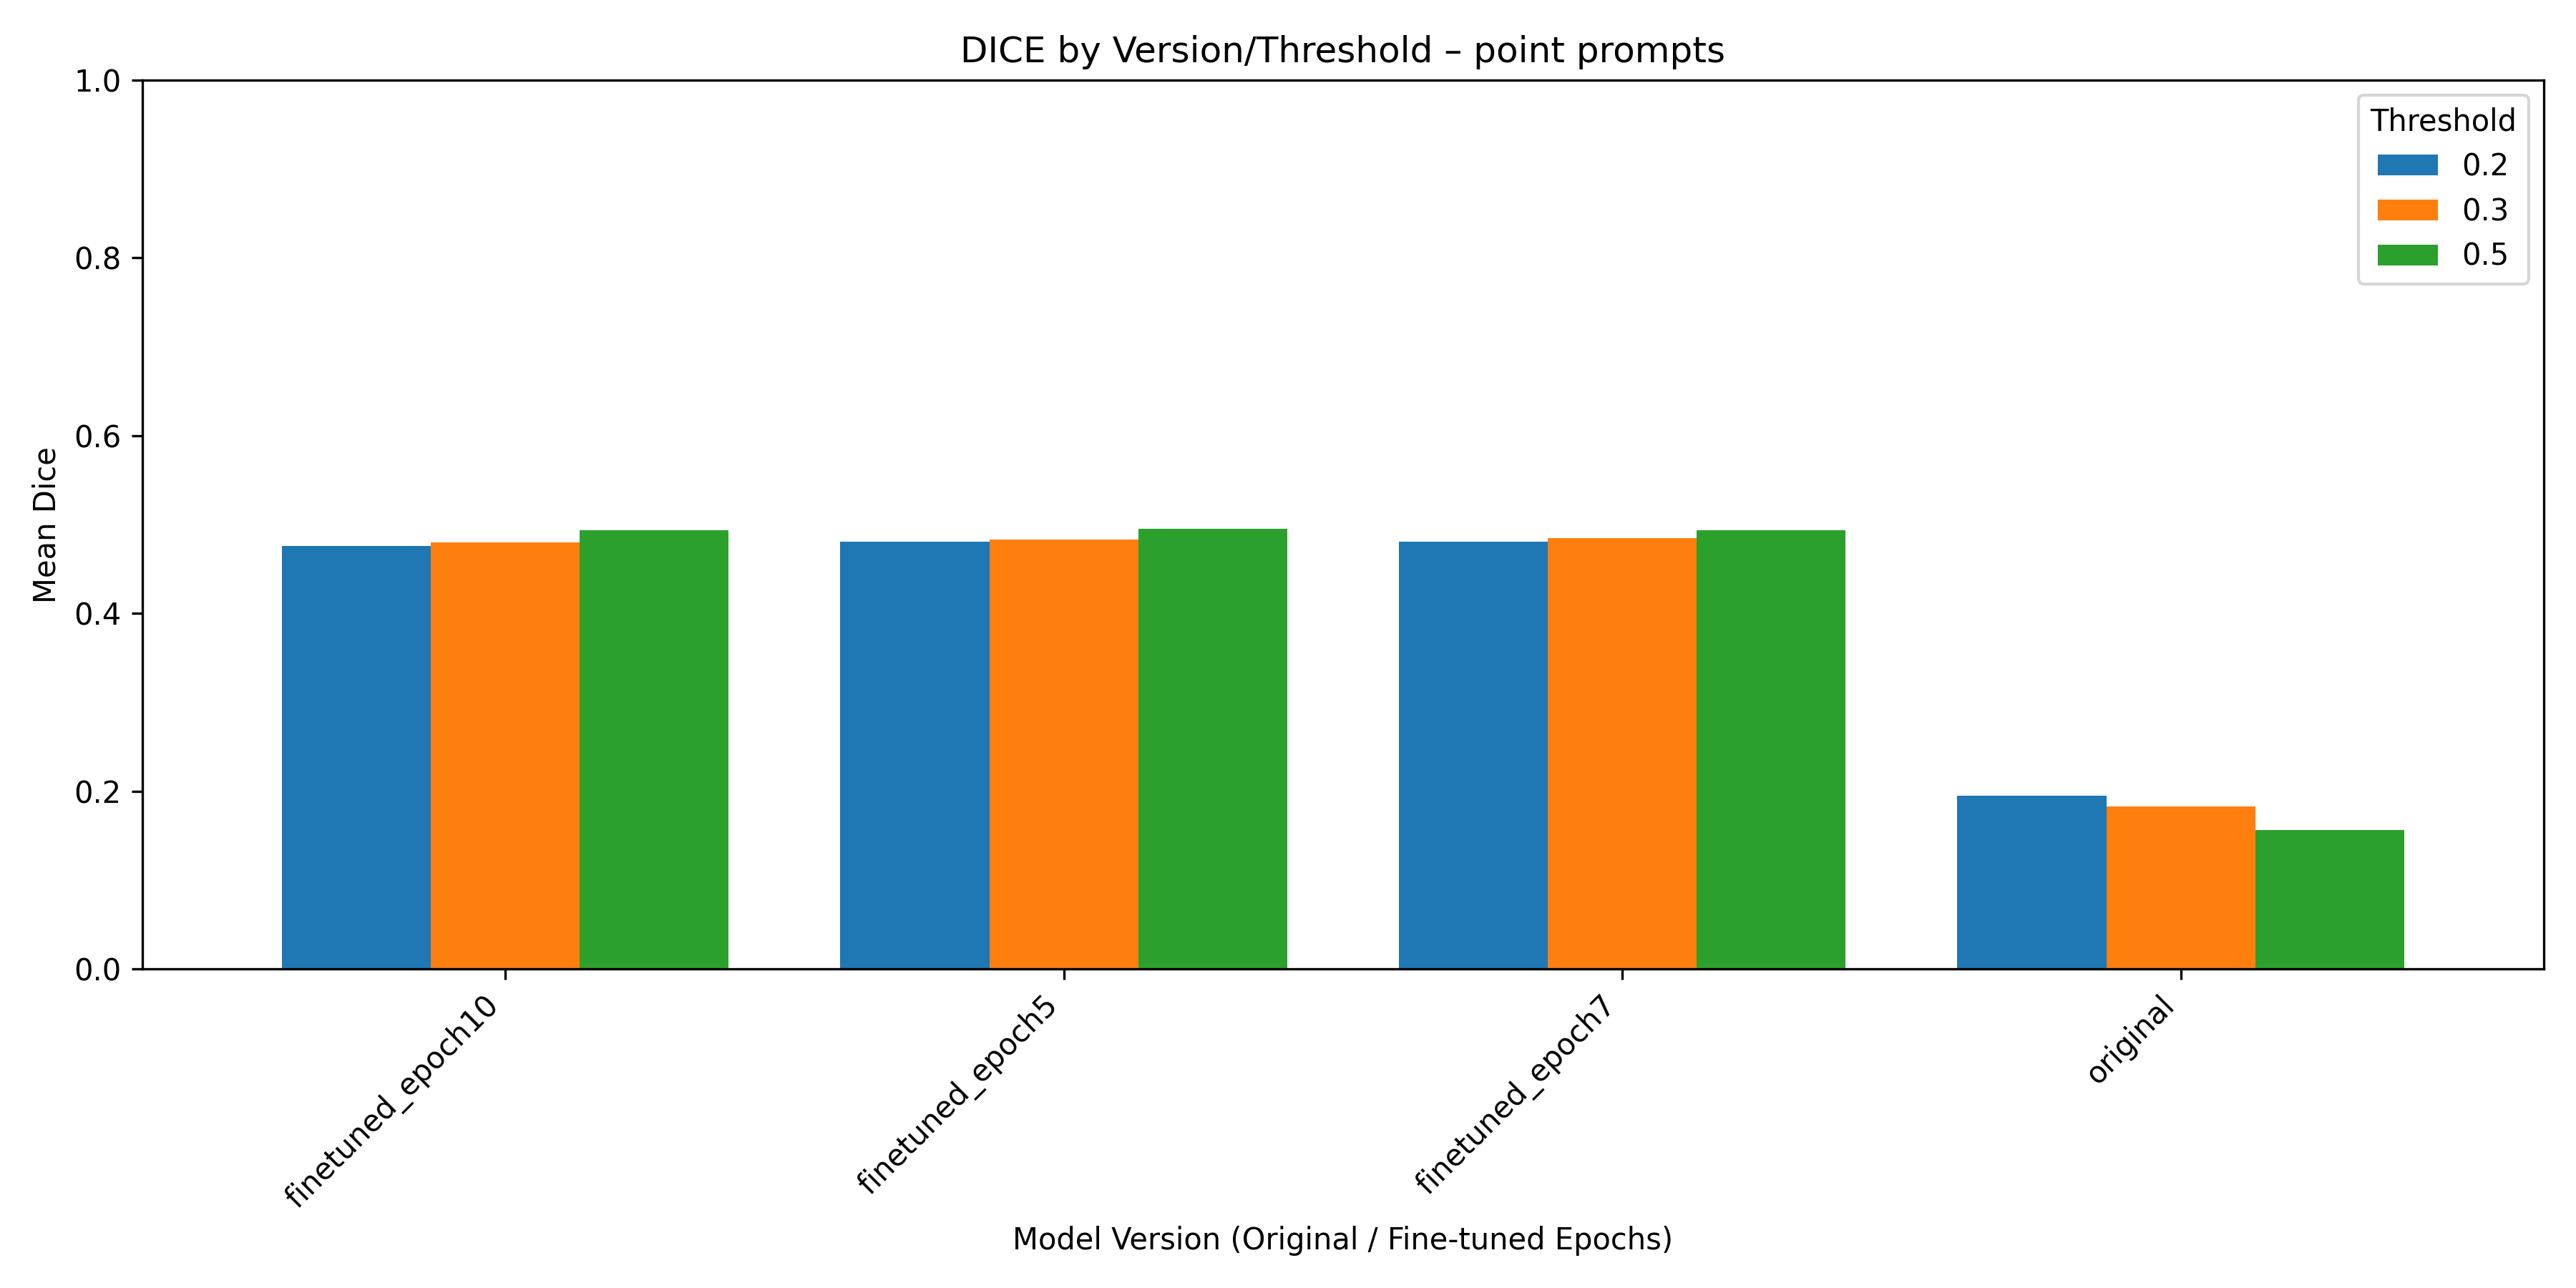 DICE by Version/Threshold – point prompts
Threshold
0.2
0.3
0.5
Mean Dice
1.0
0.8
0.6
0.4
0.2
0.0
finetuned_epoch10
finetuned_epoch5
finetuned_epoch7
original
Model Version (Original / Fine-tuned Epochs)